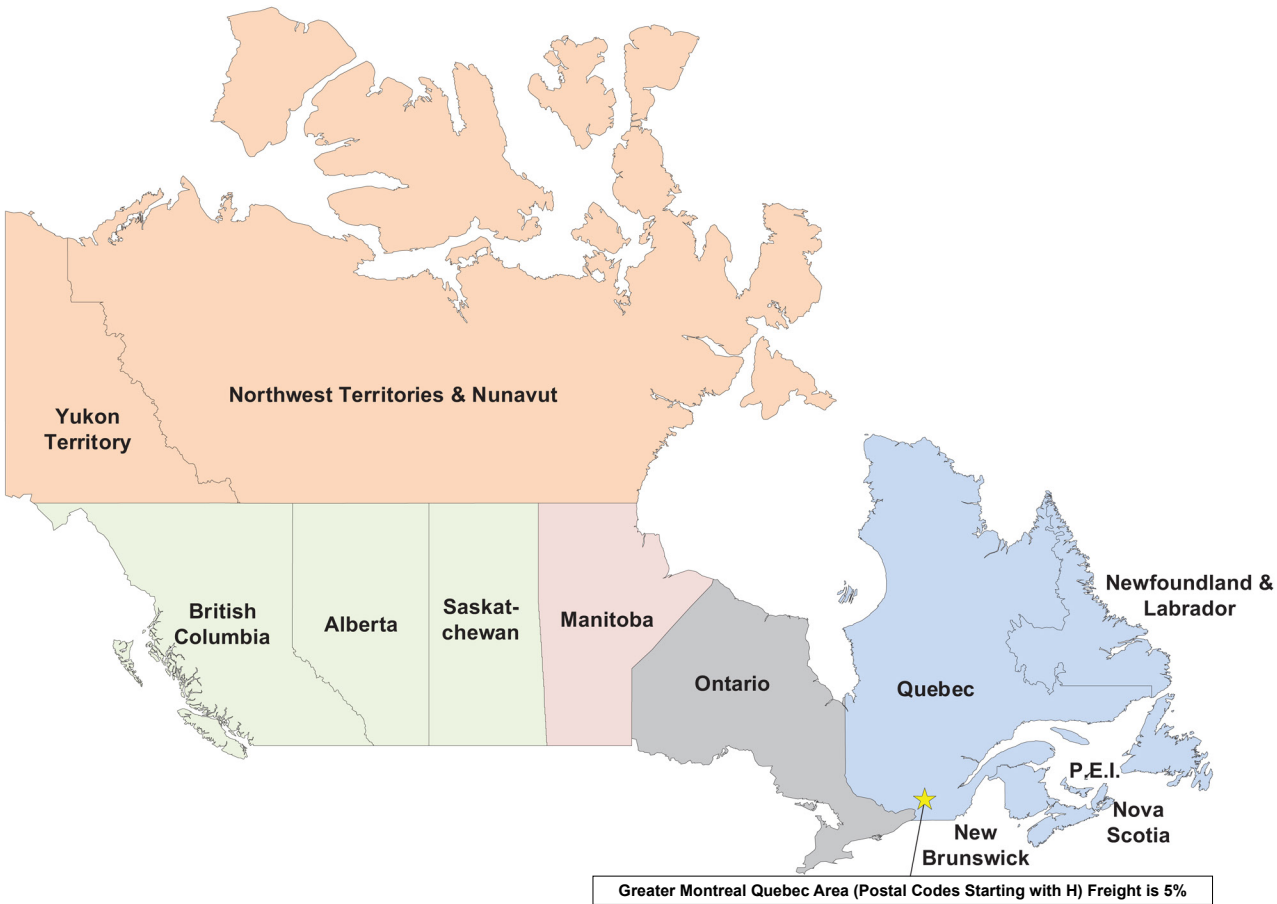 Northwest Territories & Nunavut
Yukon
Territory
British
Columbia
Alberta
Saskat-
chewan
Manitoba
Ontario
Quebec
Newfoundland &
Labrador
P.E.I.
Nova
Scotia
New
Brunswick
Greater Montreal Quebec Area (Postal Codes Starting with H) Freight is 5%